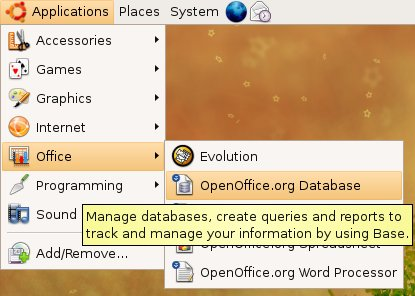 Applications Places System
Accessories
Games
Graphics
Internet
Office
Programming
Sound
Add/Remove...
Evolution
OpenOffice.org Database
Manage databases, create queries and reports to
track and manage your information by using Base.
OpenOffice.org Spreadsheet
OpenOffice.org Word Processor